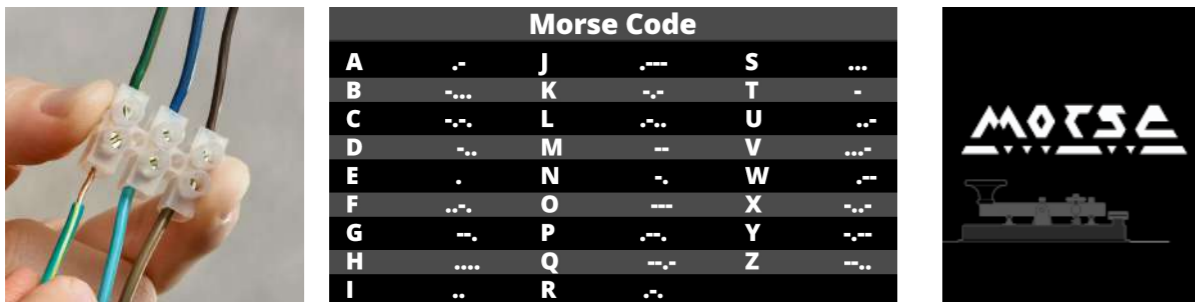 Morse Code
A .- J .--- S ...
B -... K -.- T -
C -.-. L .-.. U ..-
D -.. M -- V ...-
E . N -. W .--
F ..-. O --- X -..-
G --. P .--. Y -.--
H .... Q --.- Z --..
I .. R .-.
MORSE